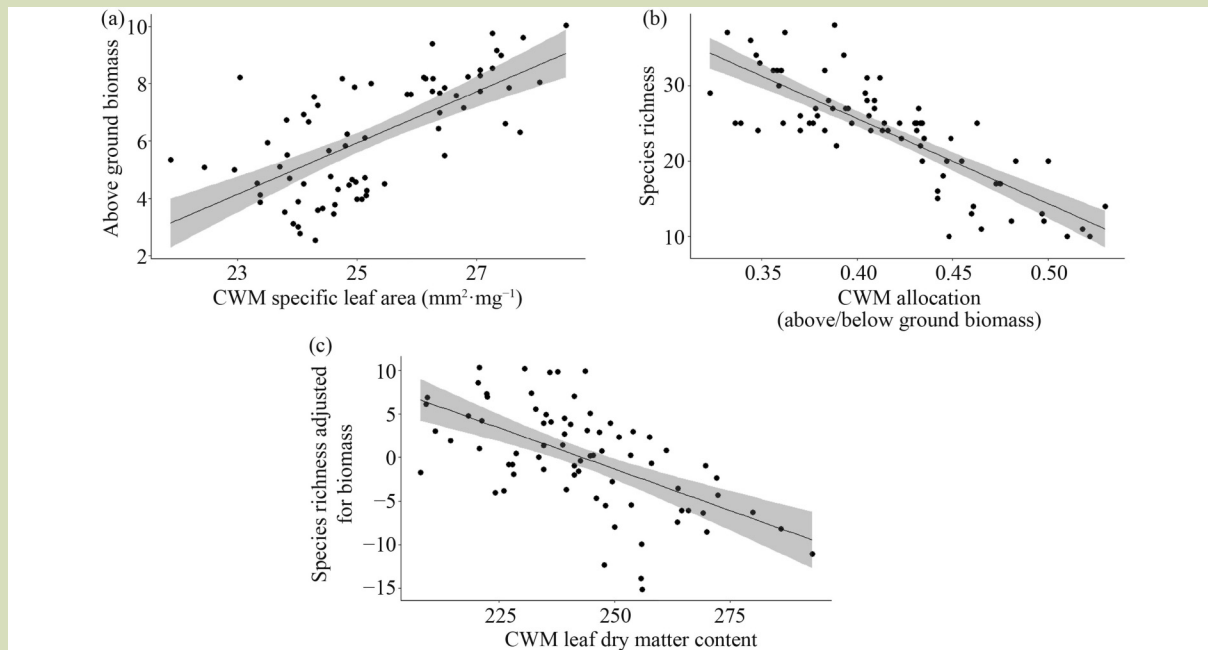 (a)
10
8
6
4
2
Above ground biomass
23 25 27
CWM specific leaf area (mm²·mg⁻¹)
(b)
30
20
10
Species richness
0.35 0.40 0.45 0.50
CWM allocation
(above/below ground biomass)
(c)
10
5
0
−5
−10
−15
Species richness adjusted
for biomass
225 250 275
CWM leaf dry matter content